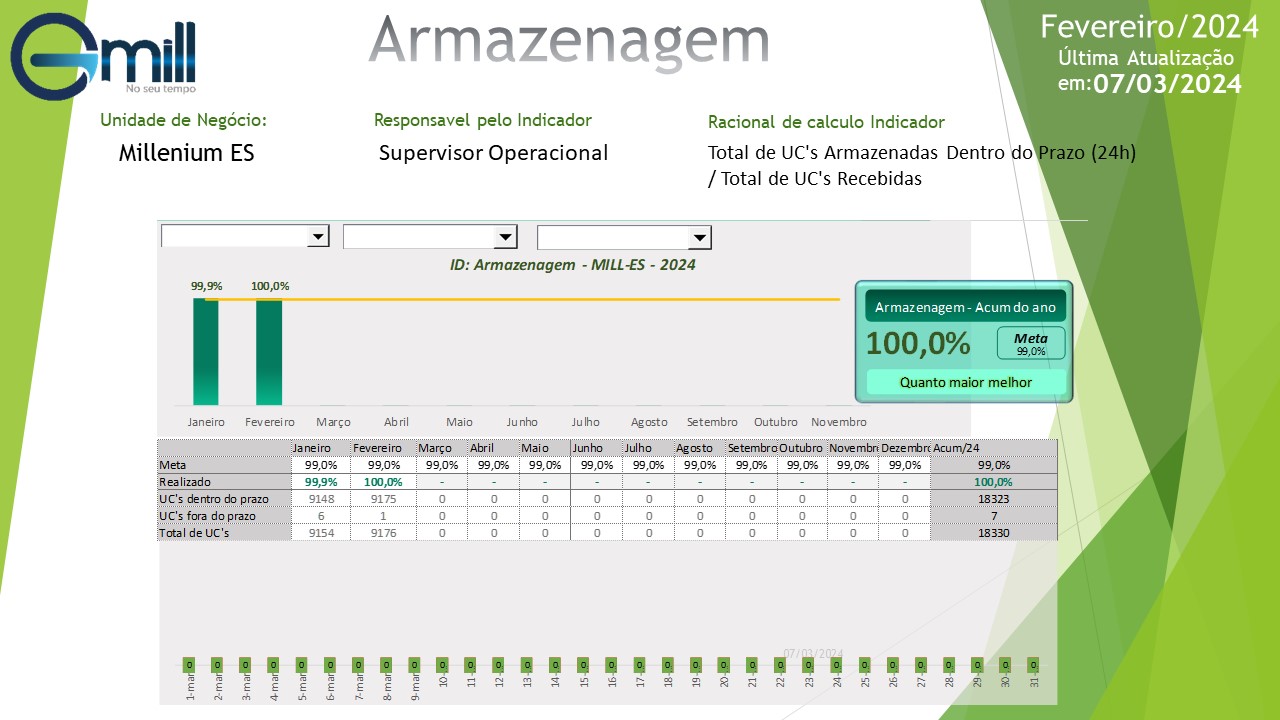 Gmill
No seu tempo
Armazenagem
Fevereiro/2024
Última Atualização
em:07/03/2024
Unidade de Negócio:
Millenium ES
Responsavel pelo Indicador
Supervisor Operacional
Racional de calculo Indicador
Total de UC's Armazenadas Dentro do Prazo (24h)
/ Total de UC's Recebidas
ID: Armazenagem - MILL-ES - 2024
99,9% 100,0%
Janeiro Fevereiro Março Abril Maio Junho Julho Agosto Setembro Outubro Novembro
Armazenagem - Acum do ano
100,0%
Meta
99,0%
Quanto maior melhor
Janeiro Fevereiro Março Abril Maio Junho Julho Agosto Setembro Outubro Novembr Dezembr Acum/24
Meta 99,0% 99,0% 99,0% 99,0% 99,0% 99,0% 99,0% 99,0% 99,0% 99,0% 99,0% 99,0% 99,0%
Realizado 99,9% 100,0% - - - - - - - - - - 100,0%
UC's dentro do prazo 9148 9175 0 0 0 0 0 0 0 0 0 0 18323
UC's fora do prazo 6 1 0 0 0 0 0 0 0 0 0 0 7
Total de UC's 9154 9176 0 0 0 0 0 0 0 0 0 0 18330
07/03/2024
0 0 0 0 0 0 0 0 0 0 0 0 0 0 0 0 0 0 0 0 0 0 0 0 0 0 0 0 0 0 0
1-mar 2-mar 3-mar 4-mar 5-mar 6-mar 7-mar 8-mar 9-mar 10- 11- 12- 13- 14- 15- 16- 17- 18- 19- 20- 21- 22- 23- 24- 25- 26- 27- 28- 29- 30- 31-